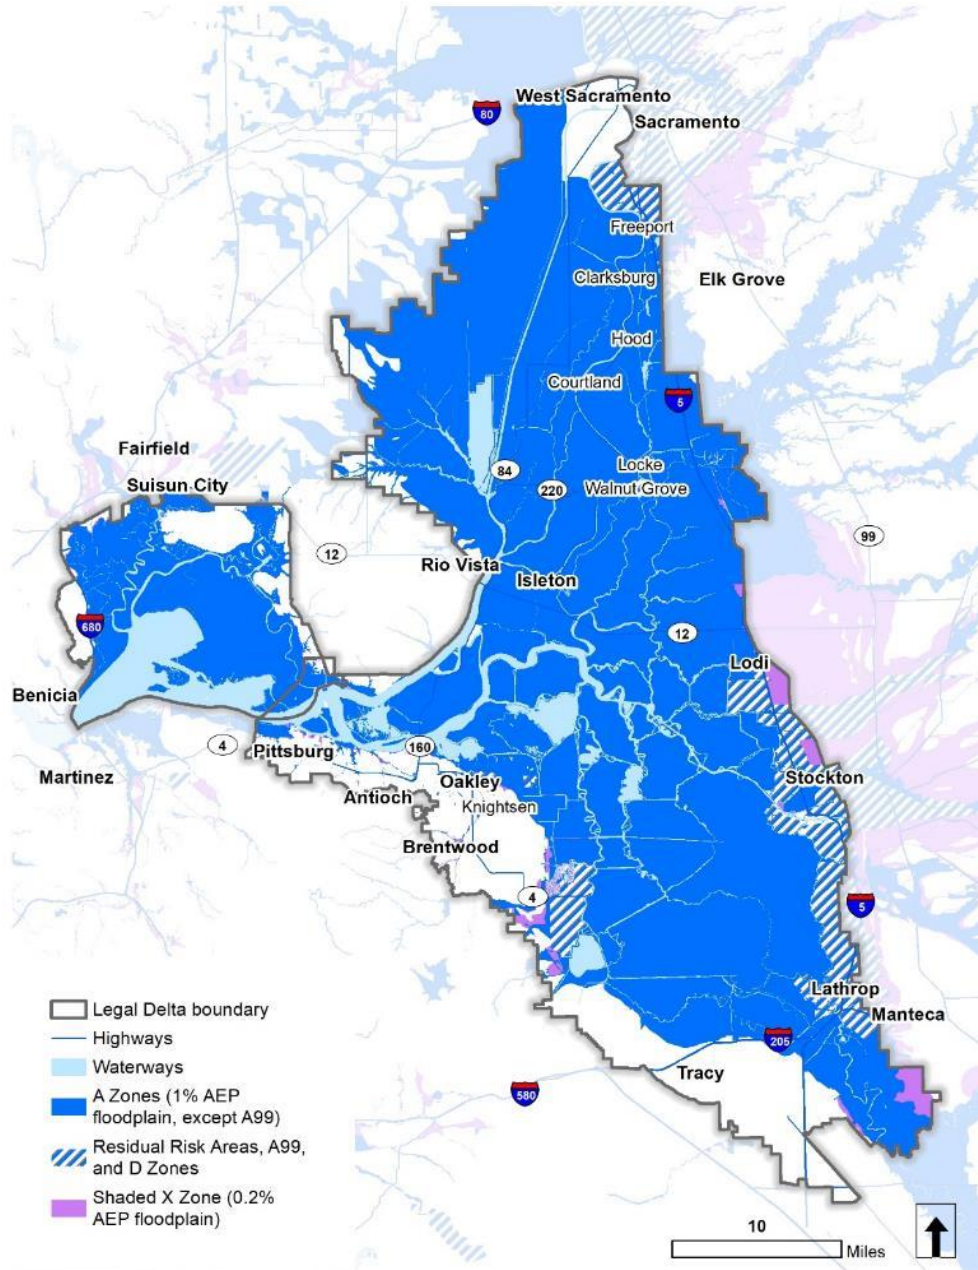 West Sacramento
80
Sacramento
Freeport
Clarksburg
Elk Grove
Hood
Courtland
5
Fairfield
Locke
84
Suisun City
220
Walnut Grove
99
12
Rio Vista
Isleton
680
12
Lodi
Benicia
4
Pittsburg
160
Martinez
Oakley
Stockton
Antioch
Knightsen
Brentwood
4
5
Lathrop
Manteca
205
Tracy
580
Legal Delta boundary
Highways
Waterways
A Zones (1% AEP
floodplain, except A99)
Residual Risk Areas, A99,
and D Zones
Shaded X Zone (0.2%
AEP floodplain)
10
Miles